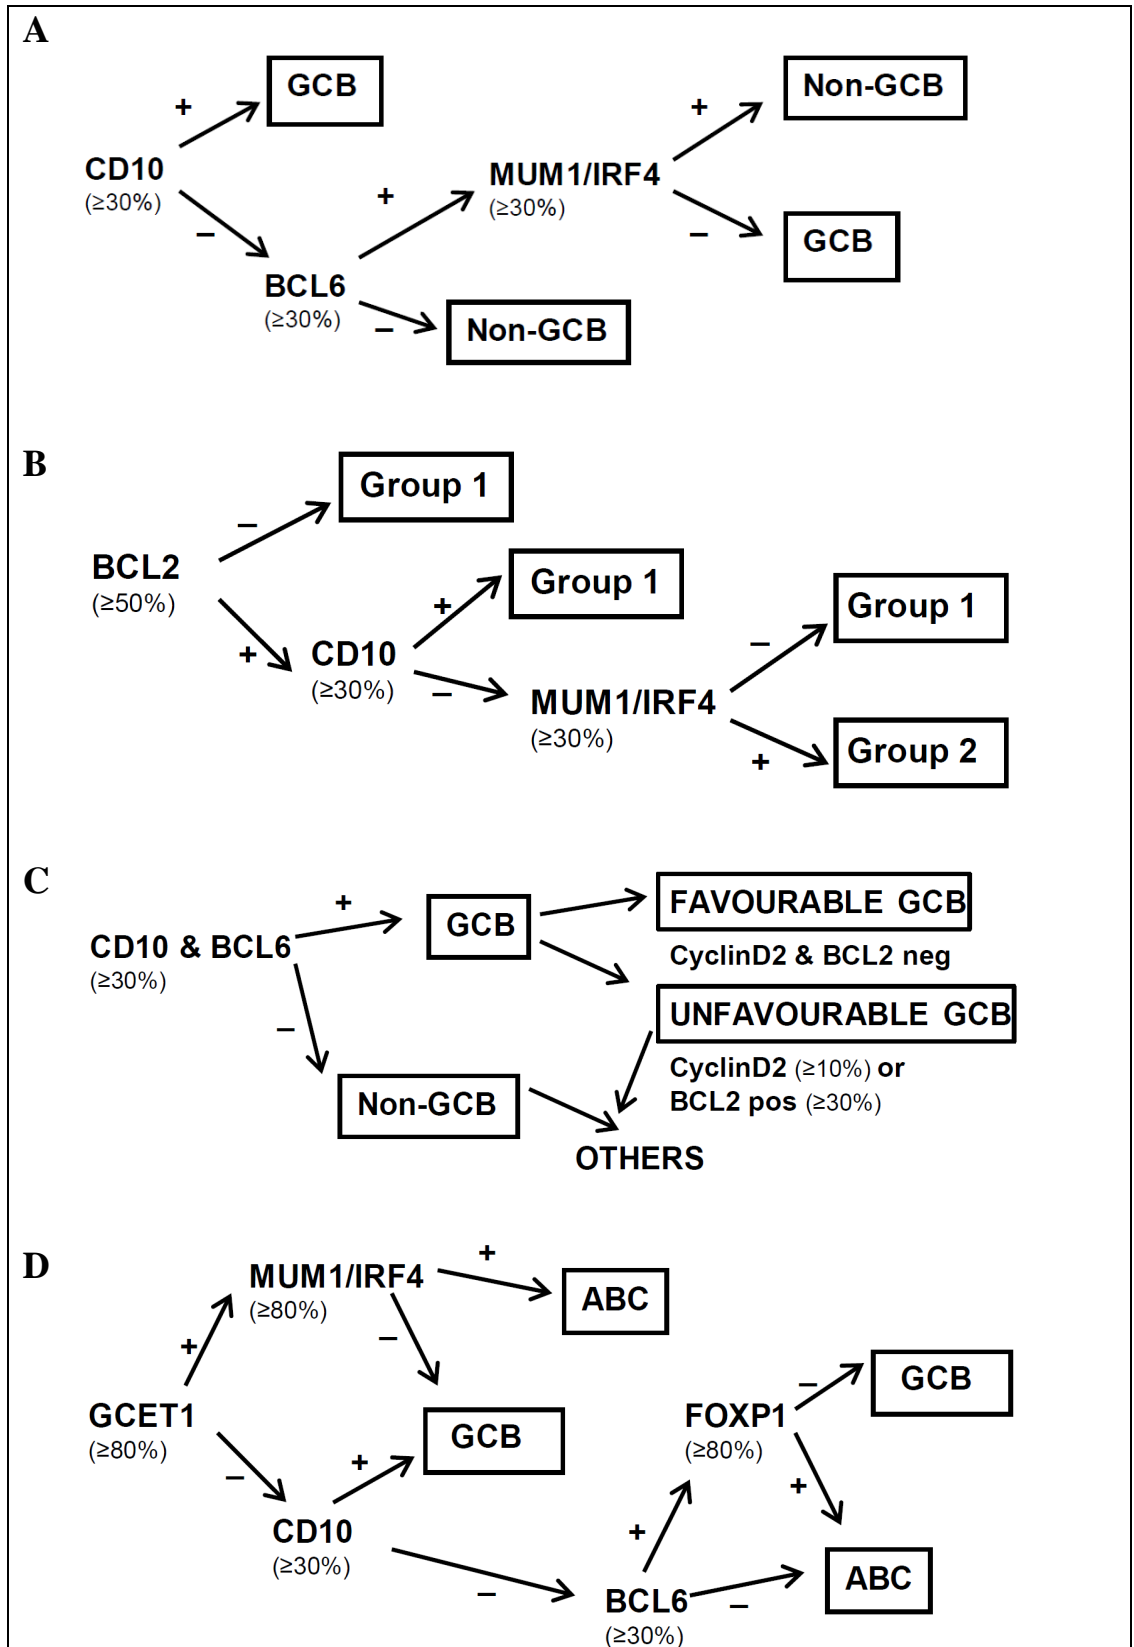 A
GCB
Non-GCB
+
+
CD10
(≥30%)
MUM1/IRF4
(≥30%)
+
–
–
GCB
BCL6
(≥30%)
–
Non-GCB
B
Group 1
–
BCL2
(≥50%)
Group 1
+
Group 1
–
+
CD10
(≥30%)
–
MUM1/IRF4
(≥30%)
Group 2
+
C
+
FAVOURABLE GCB
GCB
CD10 & BCL6
(≥30%)
CyclinD2 & BCL2 neg
–
UNFAVOURABLE GCB
CyclinD2 (≥10%) or
BCL2 pos (≥30%)
Non-GCB
OTHERS
D
+
MUM1/IRF4
(≥80%)
ABC
+
–
–
GCB
GCET1
(≥80%)
FOXP1
(≥80%)
GCB
+
–
+
CD10
(≥30%)
+
–
BCL6
(≥30%)
–
ABC